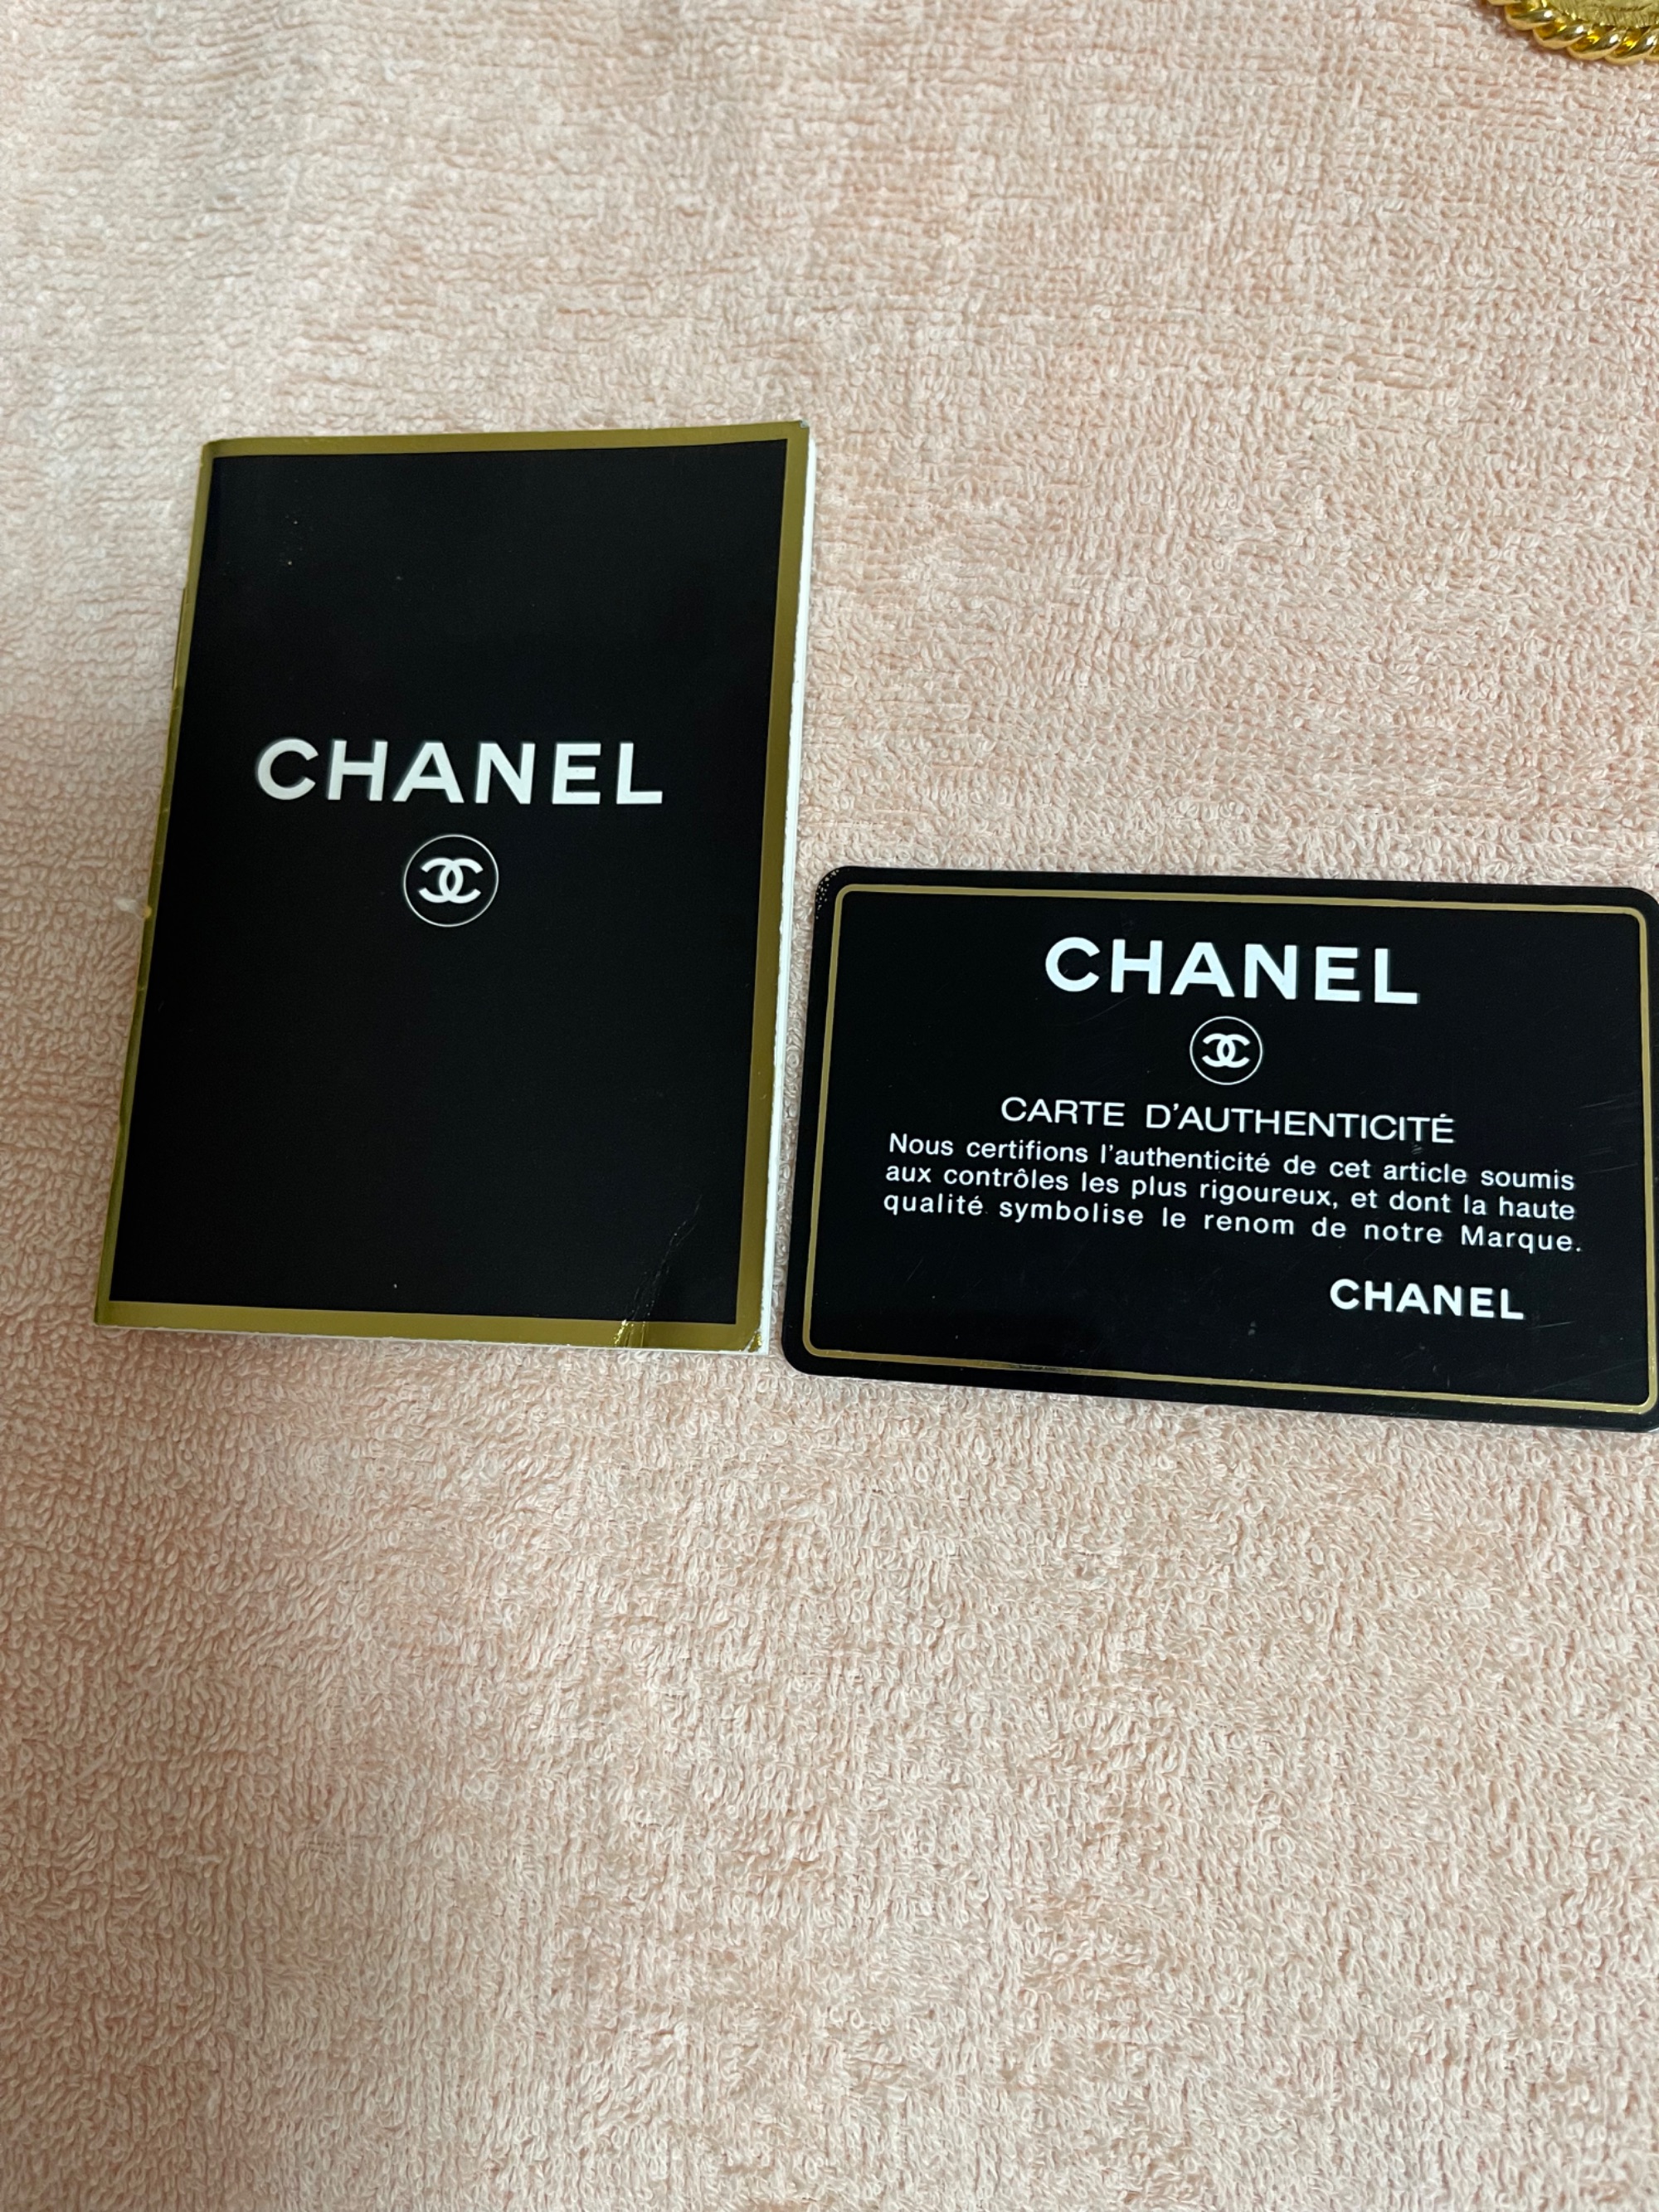 CHANEL
CHANEL
CARTE D'AUTHENTICITÉ
Nous certifions l'authenticité de cet article soumis
aux contrôles les plus rigoureux, et dont la haute
qualité symbolise le renom de notre Marque.
CHANEL